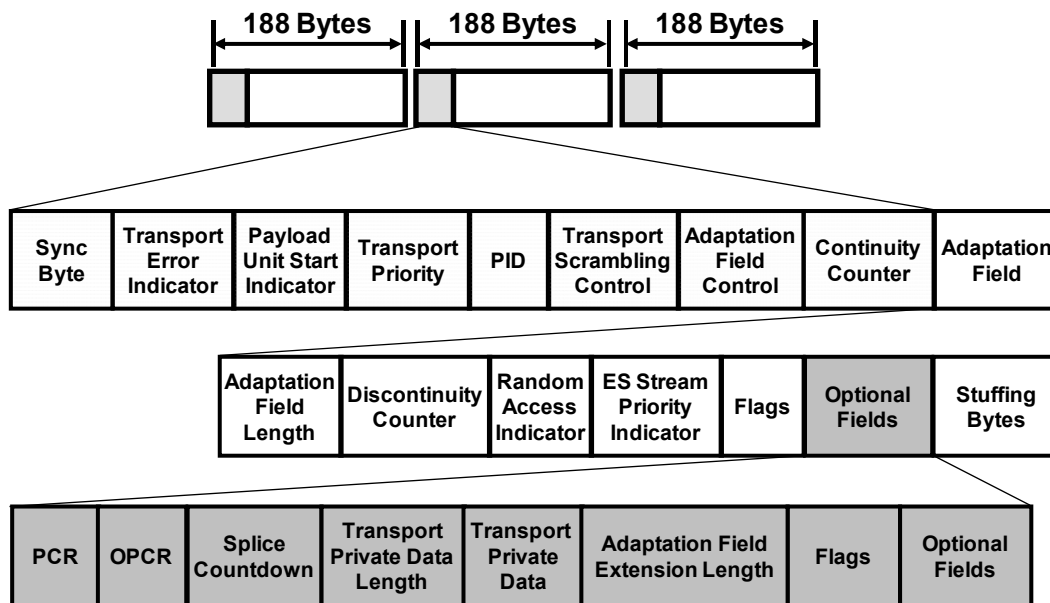 188 Bytes 188 Bytes 188 Bytes
Sync
Byte
Transport
Error
Indicator
Payload
Unit Start
Indicator
Transport
Priority
PID
Transport
Scrambling
Control
Adaptation
Field
Control
Continuity
Counter
Adaptation
Field
Adaptation
Field
Length
Discontinuity
Counter
Random
Access
Indicator
ES Stream
Priority
Indicator
Flags
Optional
Fields
Stuffing
Bytes
PCR
OPCR
Splice
Countdown
Transport
Private Data
Length
Transport
Private
Data
Adaptation Field
Extension Length
Flags
Optional
Fields